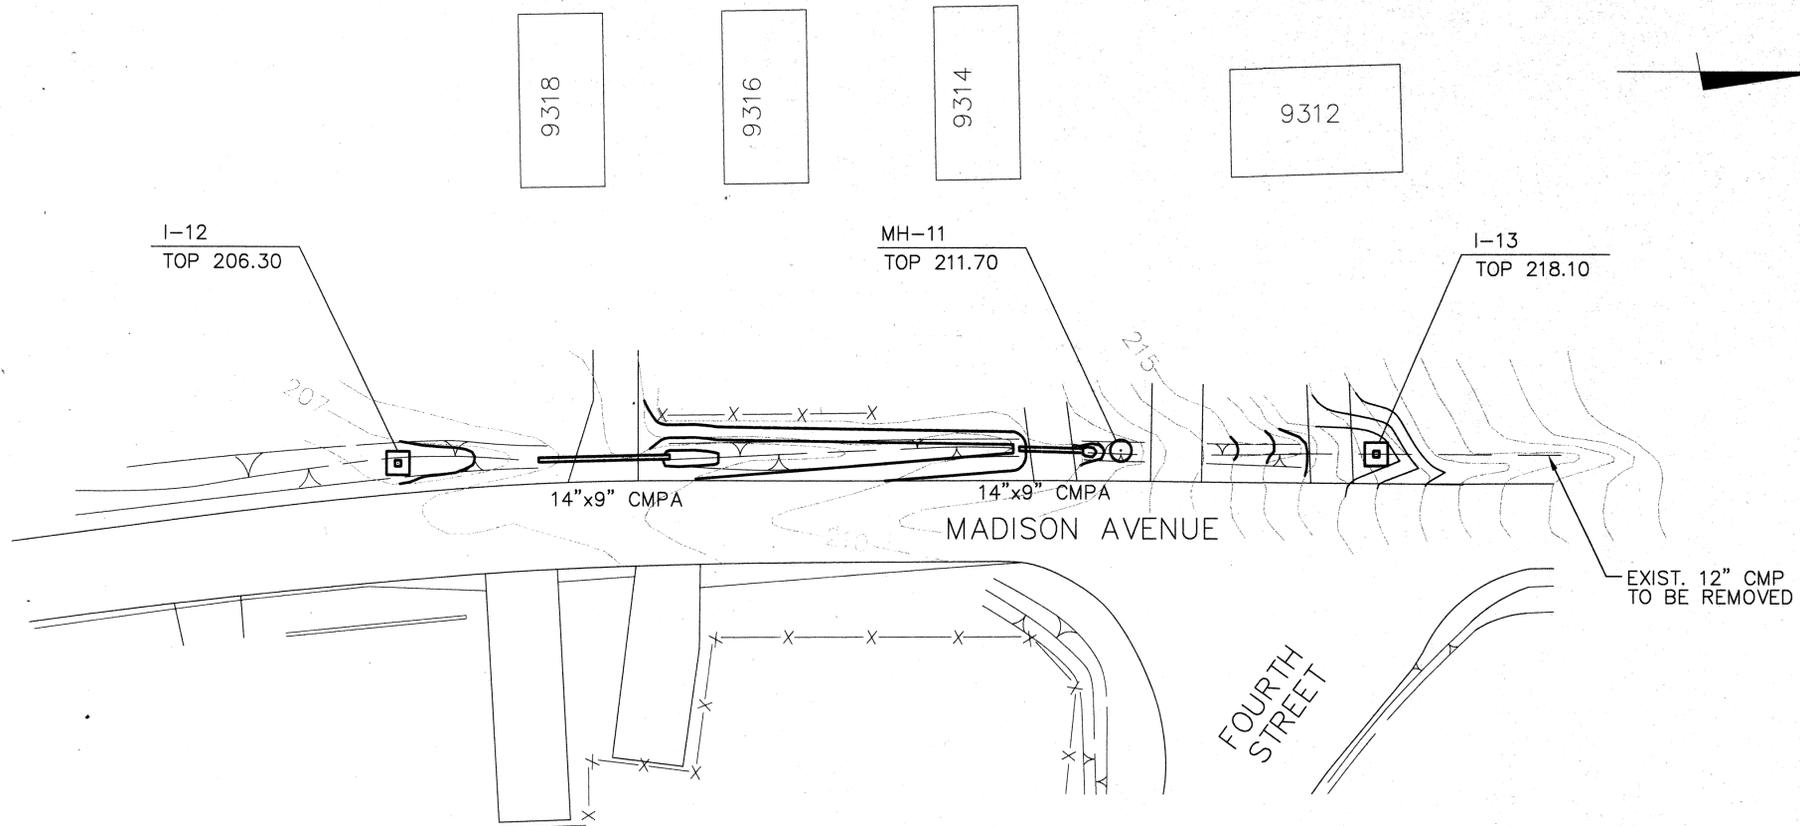 9318
9316
9314
9312
I-12
TOP 206.30
MH-11
TOP 211.70
I-13
TOP 218.10
215
207
X X X X
14"x9" CMPA
14"x9" CMPA
210
MADISON AVENUE
EXIST. 12" CMP
TO BE REMOVED
X X X X X
X
X
FOURTH
STREET
X
X X X
X